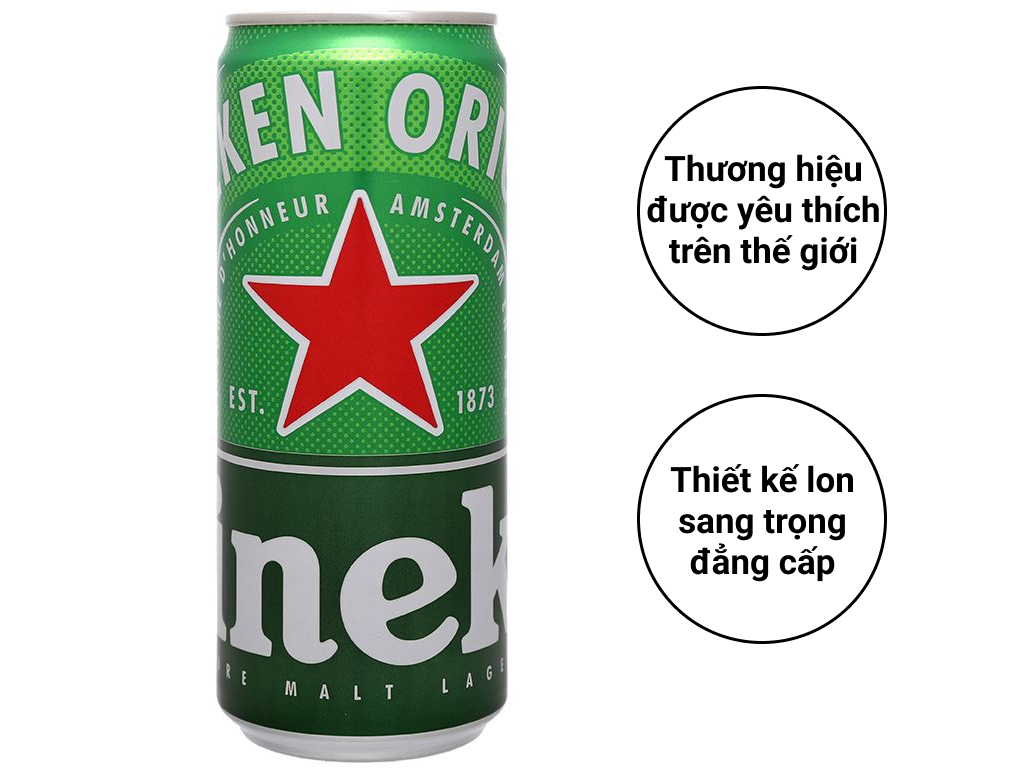 KEN ORI
D'HONNEUR AMSTERDAM
EST. 1873
inek
RE MALT LAGE
Thương hiệu
được yêu thích
trên thế giới
Thiết kế lon
sang trọng
đẳng cấp